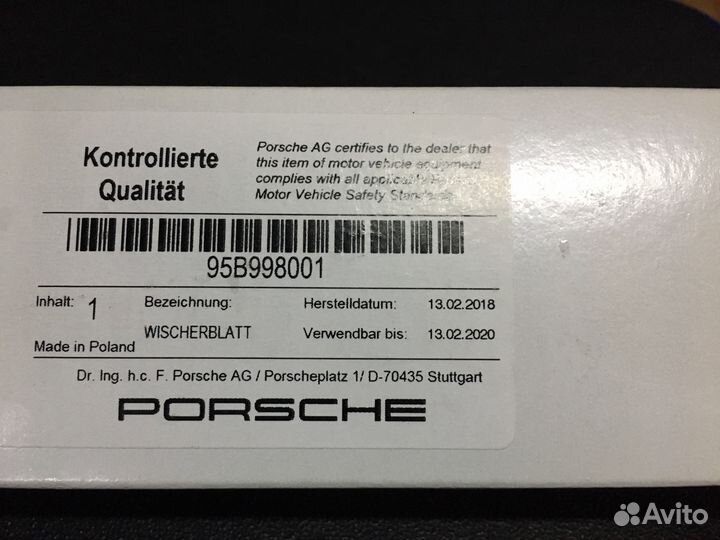 Kontrollierte
Qualität
Porsche AG certifies to the dealer that
this item of motor vehicle equipment
complies with all
Motor Vehicle Safety
95B998001
Inhalt: 1 Bezeichnung: Herstelldatum: 13.02.2018
WISCHERBLATT Verwendbar bis: 13.02.2020
Made in Poland
Dr. Ing. h.c. F. Porsche AG / Porscheplatz 1/ D-70435 Stuttgart
PORSCHE
Avito